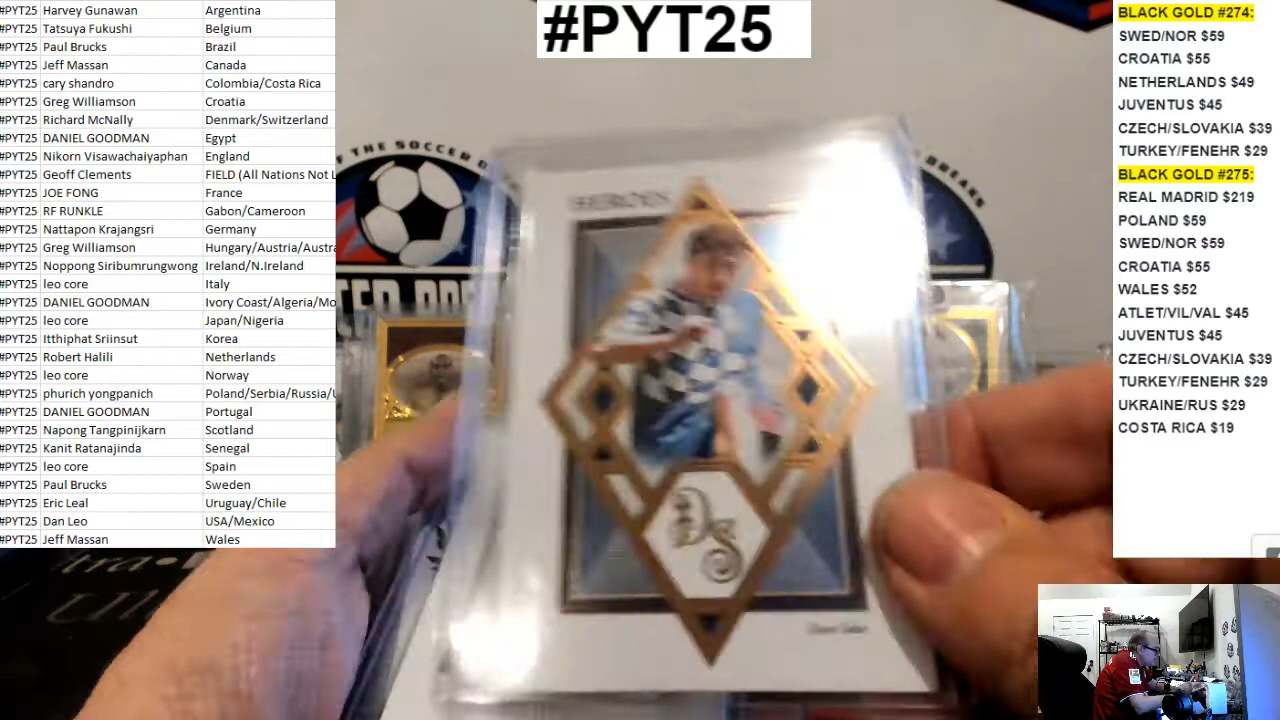 #PYT25
#PYT25 Harvey Gunawan Argentina
#PYT25 Tatsuya Fukushi Belgium
#PYT25 Paul Brucks Brazil
#PYT25 Jeff Massan Canada
#PYT25 cary shandro Colombia/Costa Rica
#PYT25 Greg Williamson Croatia
#PYT25 Richard McNally Denmark/Switzerland
#PYT25 DANIEL GOODMAN Egypt
#PYT25 Nikorn Visawachaiyaphan England
#PYT25 Geoff Clements FIELD (All Nations Not L
#PYT25 JOE FONG France
#PYT25 RF RUNKLE Gabon/Cameroon
#PYT25 Nattapon Krajangsri Germany
#PYT25 Greg Williamson Hungary/Austria/Austra
#PYT25 Noppong Siribumrungwong Ireland/N.Ireland
#PYT25 leo core Italy
#PYT25 DANIEL GOODMAN Ivory Coast/Algeria/Mo
#PYT25 leo core Japan/Nigeria
#PYT25 Itthiphat Sriinsut Korea
#PYT25 Robert Halili Netherlands
#PYT25 leo core Norway
#PYT25 phurich yongpanich Poland/Serbia/Russia/U
#PYT25 DANIEL GOODMAN Portugal
#PYT25 Napong Tangpinijkarn Scotland
#PYT25 Kanit Ratanajinda Senegal
#PYT25 leo core Spain
#PYT25 Paul Brucks Sweden
#PYT25 Eric Leal Uruguay/Chile
#PYT25 Dan Leo USA/Mexico
#PYT25 Jeff Massan Wales
BLACK GOLD #274:
SWED/NOR $59
CROATIA $55
NETHERLANDS $49
JUVENTUS $45
CZECH/SLOVAKIA $39
TURKEY/FENEHR $29
BLACK GOLD #275:
REAL MADRID $219
POLAND $59
SWED/NOR $59
CROATIA $55
WALES $52
ATLET/VIL/VAL $45
JUVENTUS $45
CZECH/SLOVAKIA $39
TURKEY/FENEHR $29
UKRAINE/RUS $29
COSTA RICA $19
F THE SOCCER
BREAKS
HEROES
DS